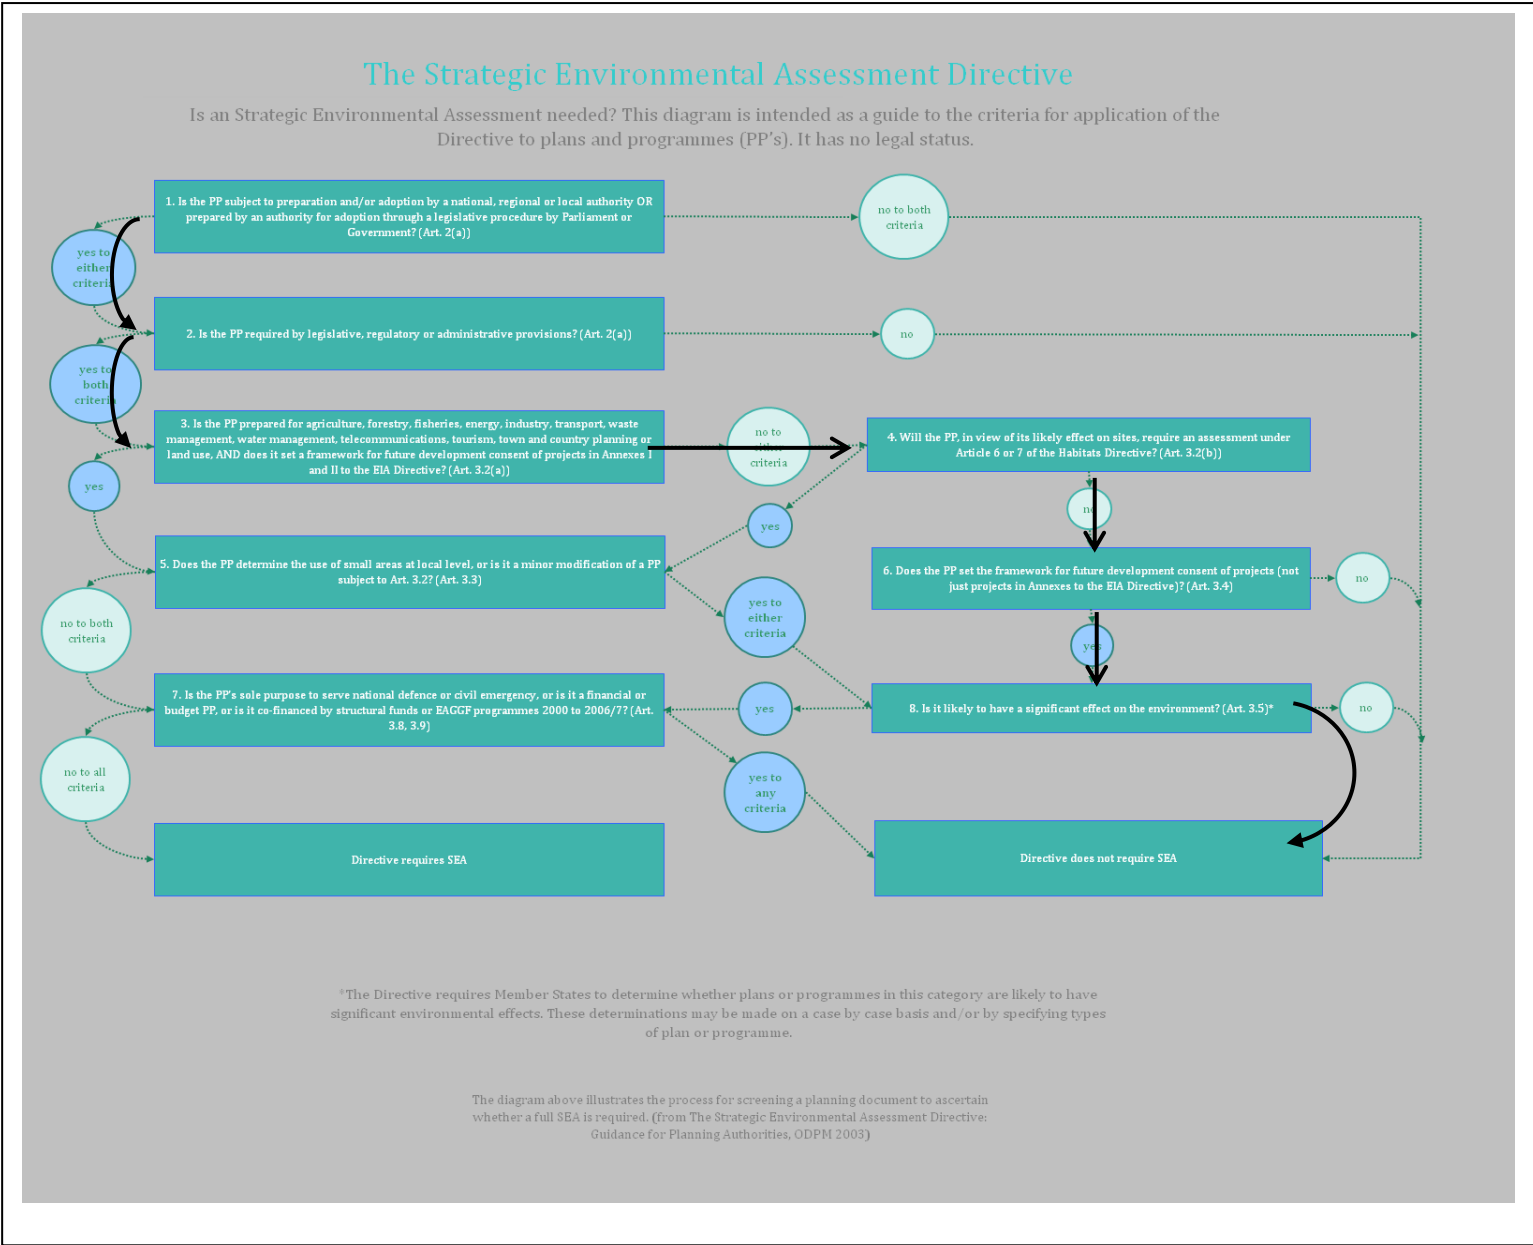 The Strategic Environmental Assessment Directive
Is an Strategic Environmental Assessment needed? This diagram is intended as a guide to the criteria for application of the
Directive to plans and programmes (PP's). It has no legal status.
1. Is the PP subject to preparation and/or adoption by a national, regional or local authority OR
prepared by an authority for adoption through a legislative procedure by Parliament or
Government? (Art. 2(a))
no to both
criteria
yes to
either
criteria
2. Is the PP required by legislative, regulatory or administrative provisions? (Art. 2(a))
no
yes to
both
criteria
3. Is the PP prepared for agriculture, forestry, fisheries, energy, industry, transport, waste
management, water management, telecommunications, tourism, town and country planning or
land use, AND does it set a framework for future development consent of projects in Annexes I
and II to the EIA Directive? (Art. 3.2(a))
no to
either
criteria
4. Will the PP, in view of its likely effect on sites, require an assessment under
Article 6 or 7 of the Habitats Directive? (Art. 3.2(b))
yes
yes
no
5. Does the PP determine the use of small areas at local level, or is it a minor modification of a PP
subject to Art. 3.2? (Art. 3.3)
6. Does the PP set the framework for future development consent of projects (not
just projects in Annexes to the EIA Directive)? (Art. 3.4)
no
no to both
criteria
yes to
either
criteria
yes
7. Is the PP's sole purpose to serve national defence or civil emergency, or is it a financial or
budget PP, or is it co-financed by structural funds or EAGGF programmes 2000 to 2006/7? (Art.
3.8, 3.9)
yes
8. Is it likely to have a significant effect on the environment? (Art. 3.5)*
no
no to all
criteria
yes to
any
criteria
Directive requires SEA
Directive does not require SEA
*The Directive requires Member States to determine whether plans or programmes in this category are likely to have
significant environmental effects. These determinations may be made on a case by case basis and/or by specifying types
of plan or programme.
The diagram above illustrates the process for screening a planning document to ascertain
whether a full SEA is required. (from The Strategic Environmental Assessment Directive:
Guidance for Planning Authorities, ODPM 2003)